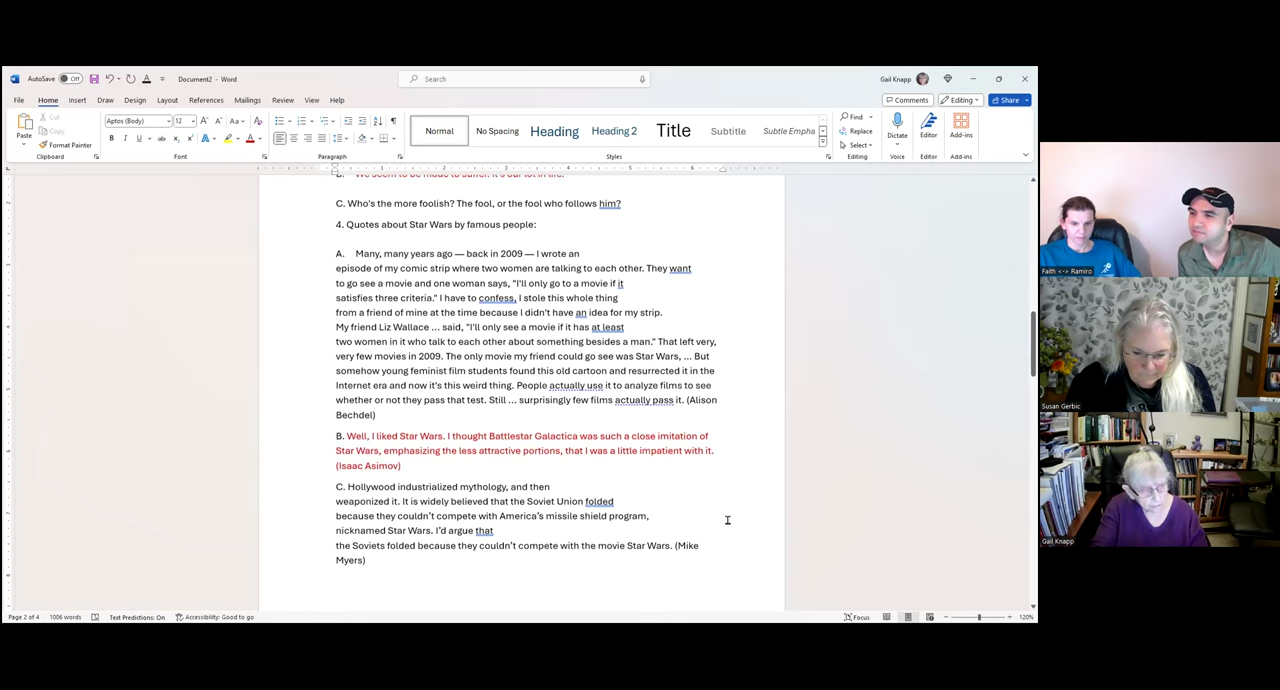 AutoSave Off Document2 - Word Search Gail Knapp
File Home Insert Draw Design Layout References Mailings Review View Help Comments Editing Share
Paste Cut Copy Format Painter Aptos (Body) 12 Normal No Spacing Heading Heading 2 Title Subtitle Subtle Empha Find Replace Select Dictate Editor Add-ins
Clipboard Font Paragraph Styles Editing Voice Editor Add-ins
C. Who's the more foolish? The fool, or the fool who follows him?
4. Quotes about Star Wars by famous people:
A. Many, many years ago — back in 2009 — I wrote an
episode of my comic strip where two women are talking to each other. They want
to go see a movie and one woman says, "I'll only go to a movie if it
satisfies three criteria." I have to confess, I stole this whole thing
from a friend of mine at the time because I didn't have an idea for my strip.
My friend Liz Wallace ... said, "I'll only see a movie if it has at least
two women in it who talk to each other about something besides a man." That left very,
very few movies in 2009. The only movie my friend could go see was Star Wars, ... But
somehow young feminist film students found this old cartoon and resurrected it in the
Internet era and now it's this weird thing. People actually use it to analyze films to see
whether or not they pass that test. Still ... surprisingly few films actually pass it. (Alison
Bechdel)
B. Well, I liked Star Wars. I thought Battlestar Galactica was such a close imitation of
Star Wars, emphasizing the less attractive portions, that I was a little impatient with it.
(Isaac Asimov)
C. Hollywood industrialized mythology, and then
weaponized it. It is widely believed that the Soviet Union folded
because they couldn't compete with America's missile shield program,
nicknamed Star Wars. I'd argue that
the Soviets folded because they couldn't compete with the movie Star Wars. (Mike
Myers)
Page 2 of 4 1006 words Text Predictions: On Accessibility: Good to go Focus 120%
Faith <-> Ramiro
Susan Gerbic
Gail Knapp